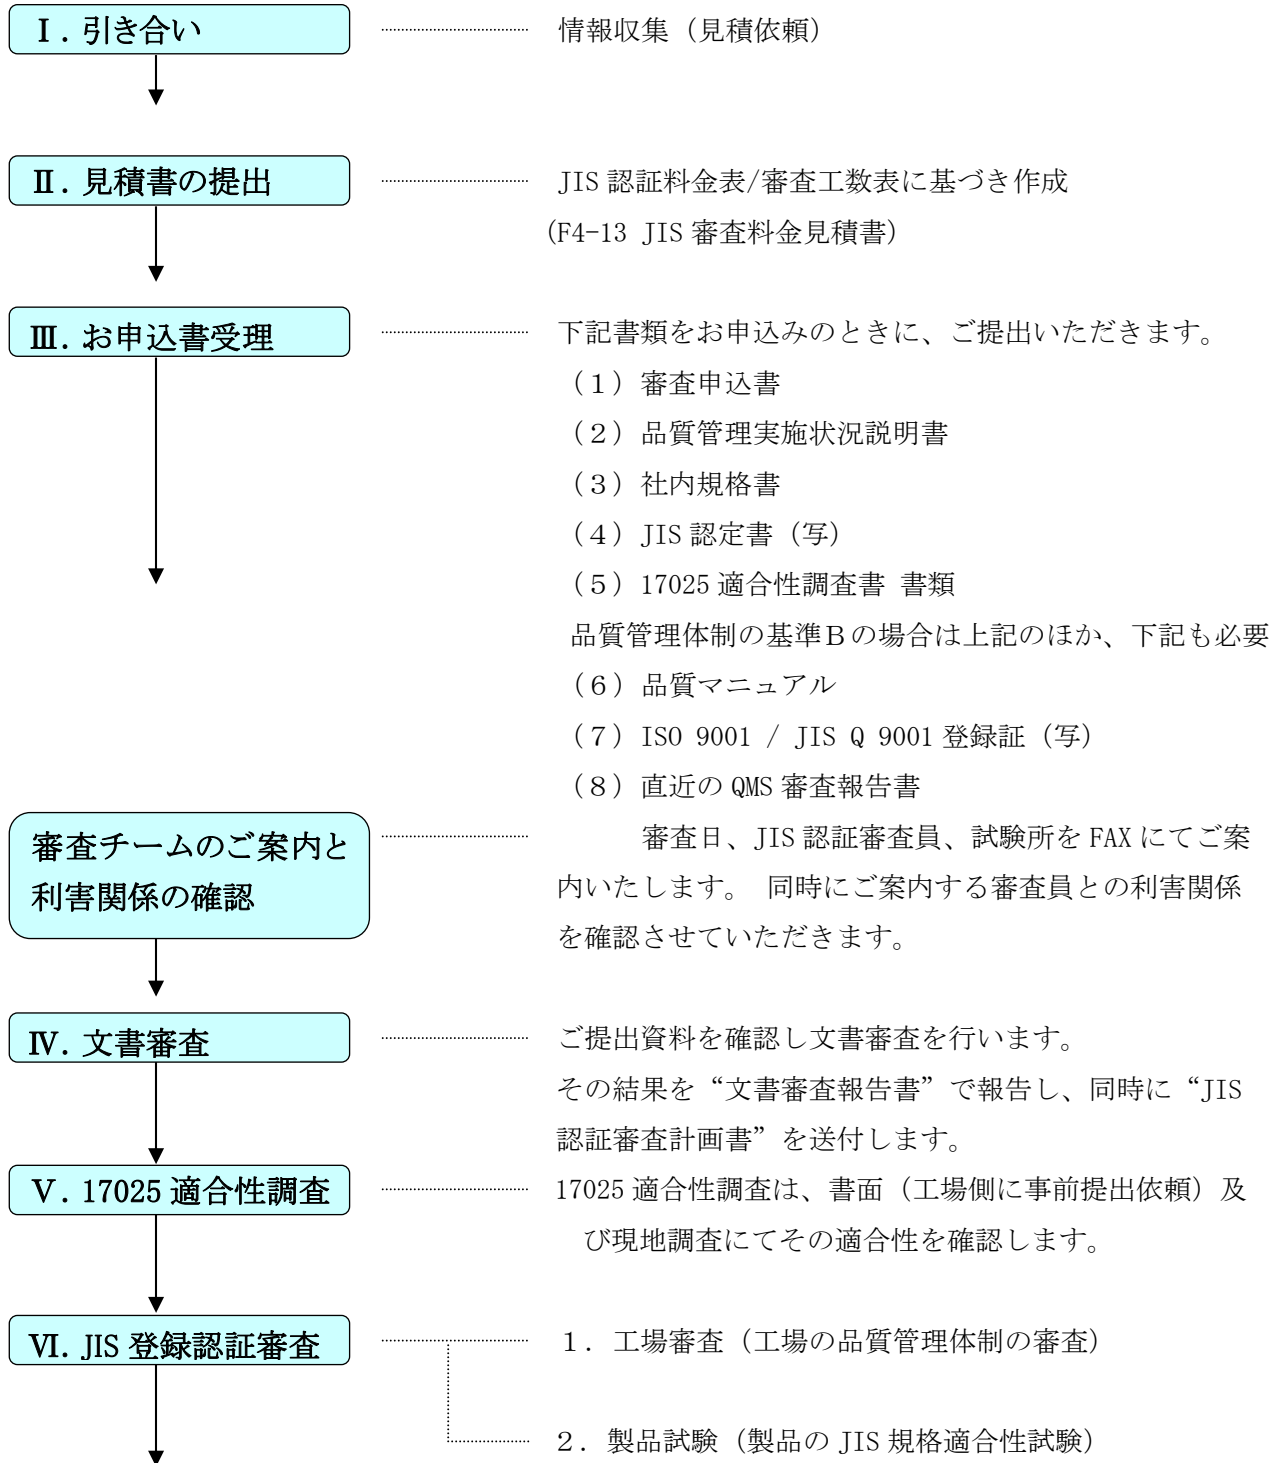 Ⅰ. 引き合い
情報収集（見積依頼）
Ⅱ. 見積書の提出
JIS 認証料金表/審査工数表に基づき作成
(F4-13 JIS 審査料金見積書)
Ⅲ. お申込書受理
下記書類をお申込みのときに、ご提出いただきます。
（１）審査申込書
（２）品質管理実施状況説明書
（３）社内規格書
（４）JIS 認定書（写）
（５）17025 適合性調査書 書類
品質管理体制の基準Ｂの場合は上記のほか、下記も必要
（６）品質マニュアル
（７）ISO 9001 / JIS Q 9001 登録証（写）
（８）直近の QMS 審査報告書
審査チームのご案内と
利害関係の確認
審査日、JIS 認証審査員、試験所を FAX にてご案
内いたします。 同時にご案内する審査員との利害関係
を確認させていただきます。
Ⅳ. 文書審査
ご提出資料を確認し文書審査を行います。
その結果を“文書審査報告書”で報告し、同時に“JIS
認証審査計画書”を送付します。
Ⅴ. 17025 適合性調査
17025 適合性調査は、書面（工場側に事前提出依頼）及
び現地調査にてその適合性を確認します。
Ⅵ. JIS 登録認証審査
１. 工場審査（工場の品質管理体制の審査）
２. 製品試験（製品の JIS 規格適合性試験）